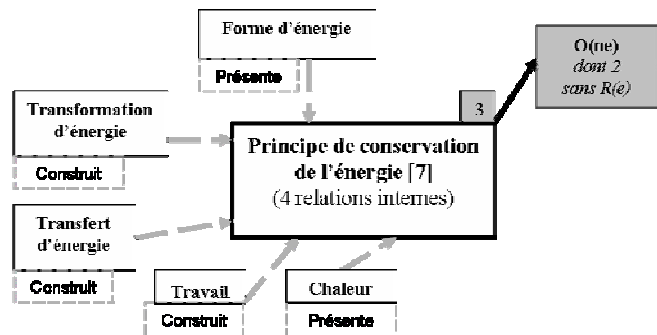 Forme d'énergie
Présente
O(ne)
dont 2
sans R(e)
3
Transformation
d'énergie
Construit
Principe de conservation
de l'énergie [7]
(4 relations internes)
Transfert
d'énergie
Construit
Travail
Construit
Chaleur
Présente